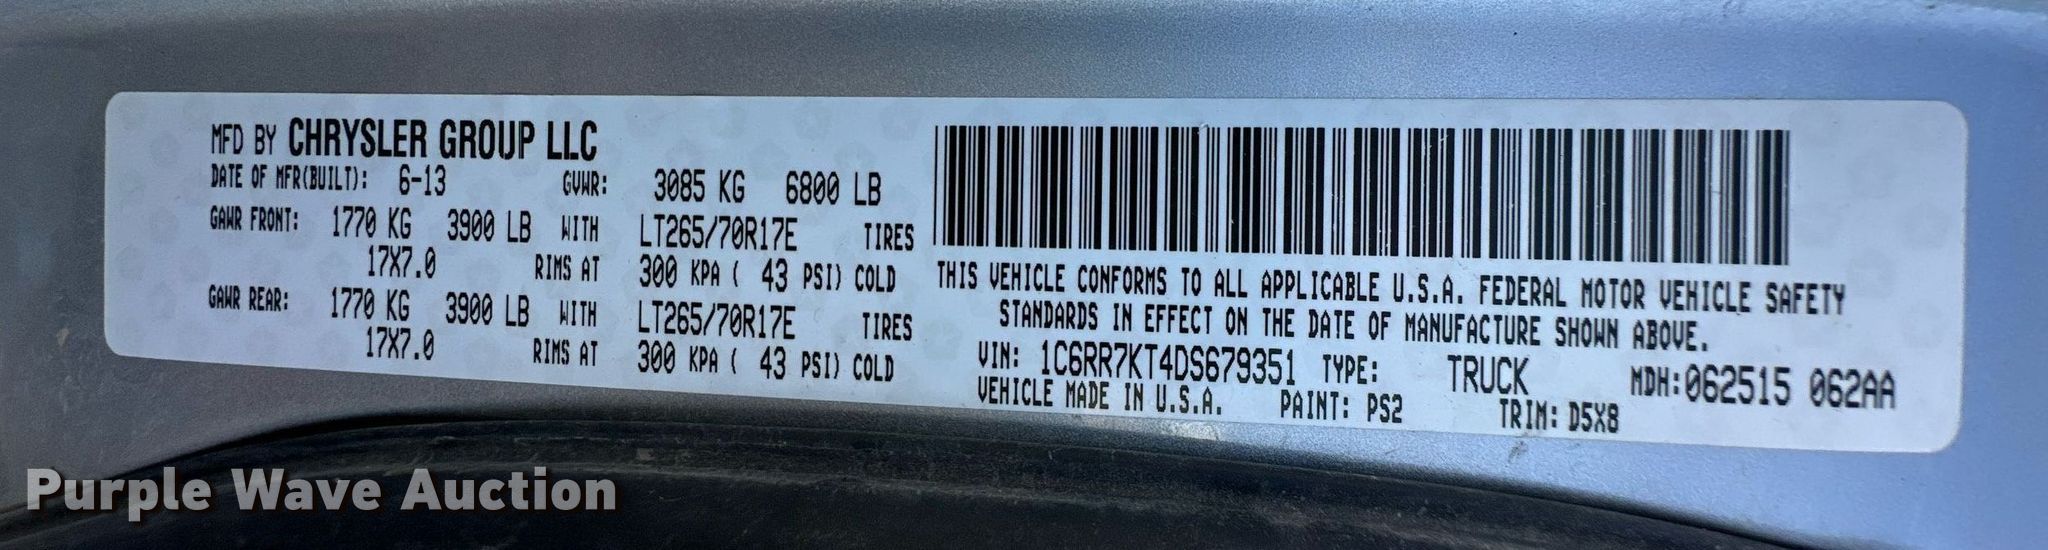 MFD BY CHRYSLER GROUP LLC
DATE OF MFR(BUILT): 6-13 GVWR: 3085 KG 6800 LB
GAWR FRONT: 1770 KG 3900 LB WITH LT265/70R17E TIRES
17X7.0 RIMS AT 300 KPA ( 43 PSI) COLD
GAWR REAR: 1770 KG 3900 LB WITH LT265/70R17E TIRES
17X7.0 RIMS AT 300 KPA ( 43 PSI) COLD
THIS VEHICLE CONFORMS TO ALL APPLICABLE U.S.A. FEDERAL MOTOR VEHICLE SAFETY
STANDARDS IN EFFECT ON THE DATE OF MANUFACTURE SHOWN ABOVE.
VIN: 1C6RR7KT4DS679351 TYPE: TRUCK MDH:062515 062AA
VEHICLE MADE IN U.S.A. PAINT: PS2 TRIM: D5X8
Purple Wave Auction